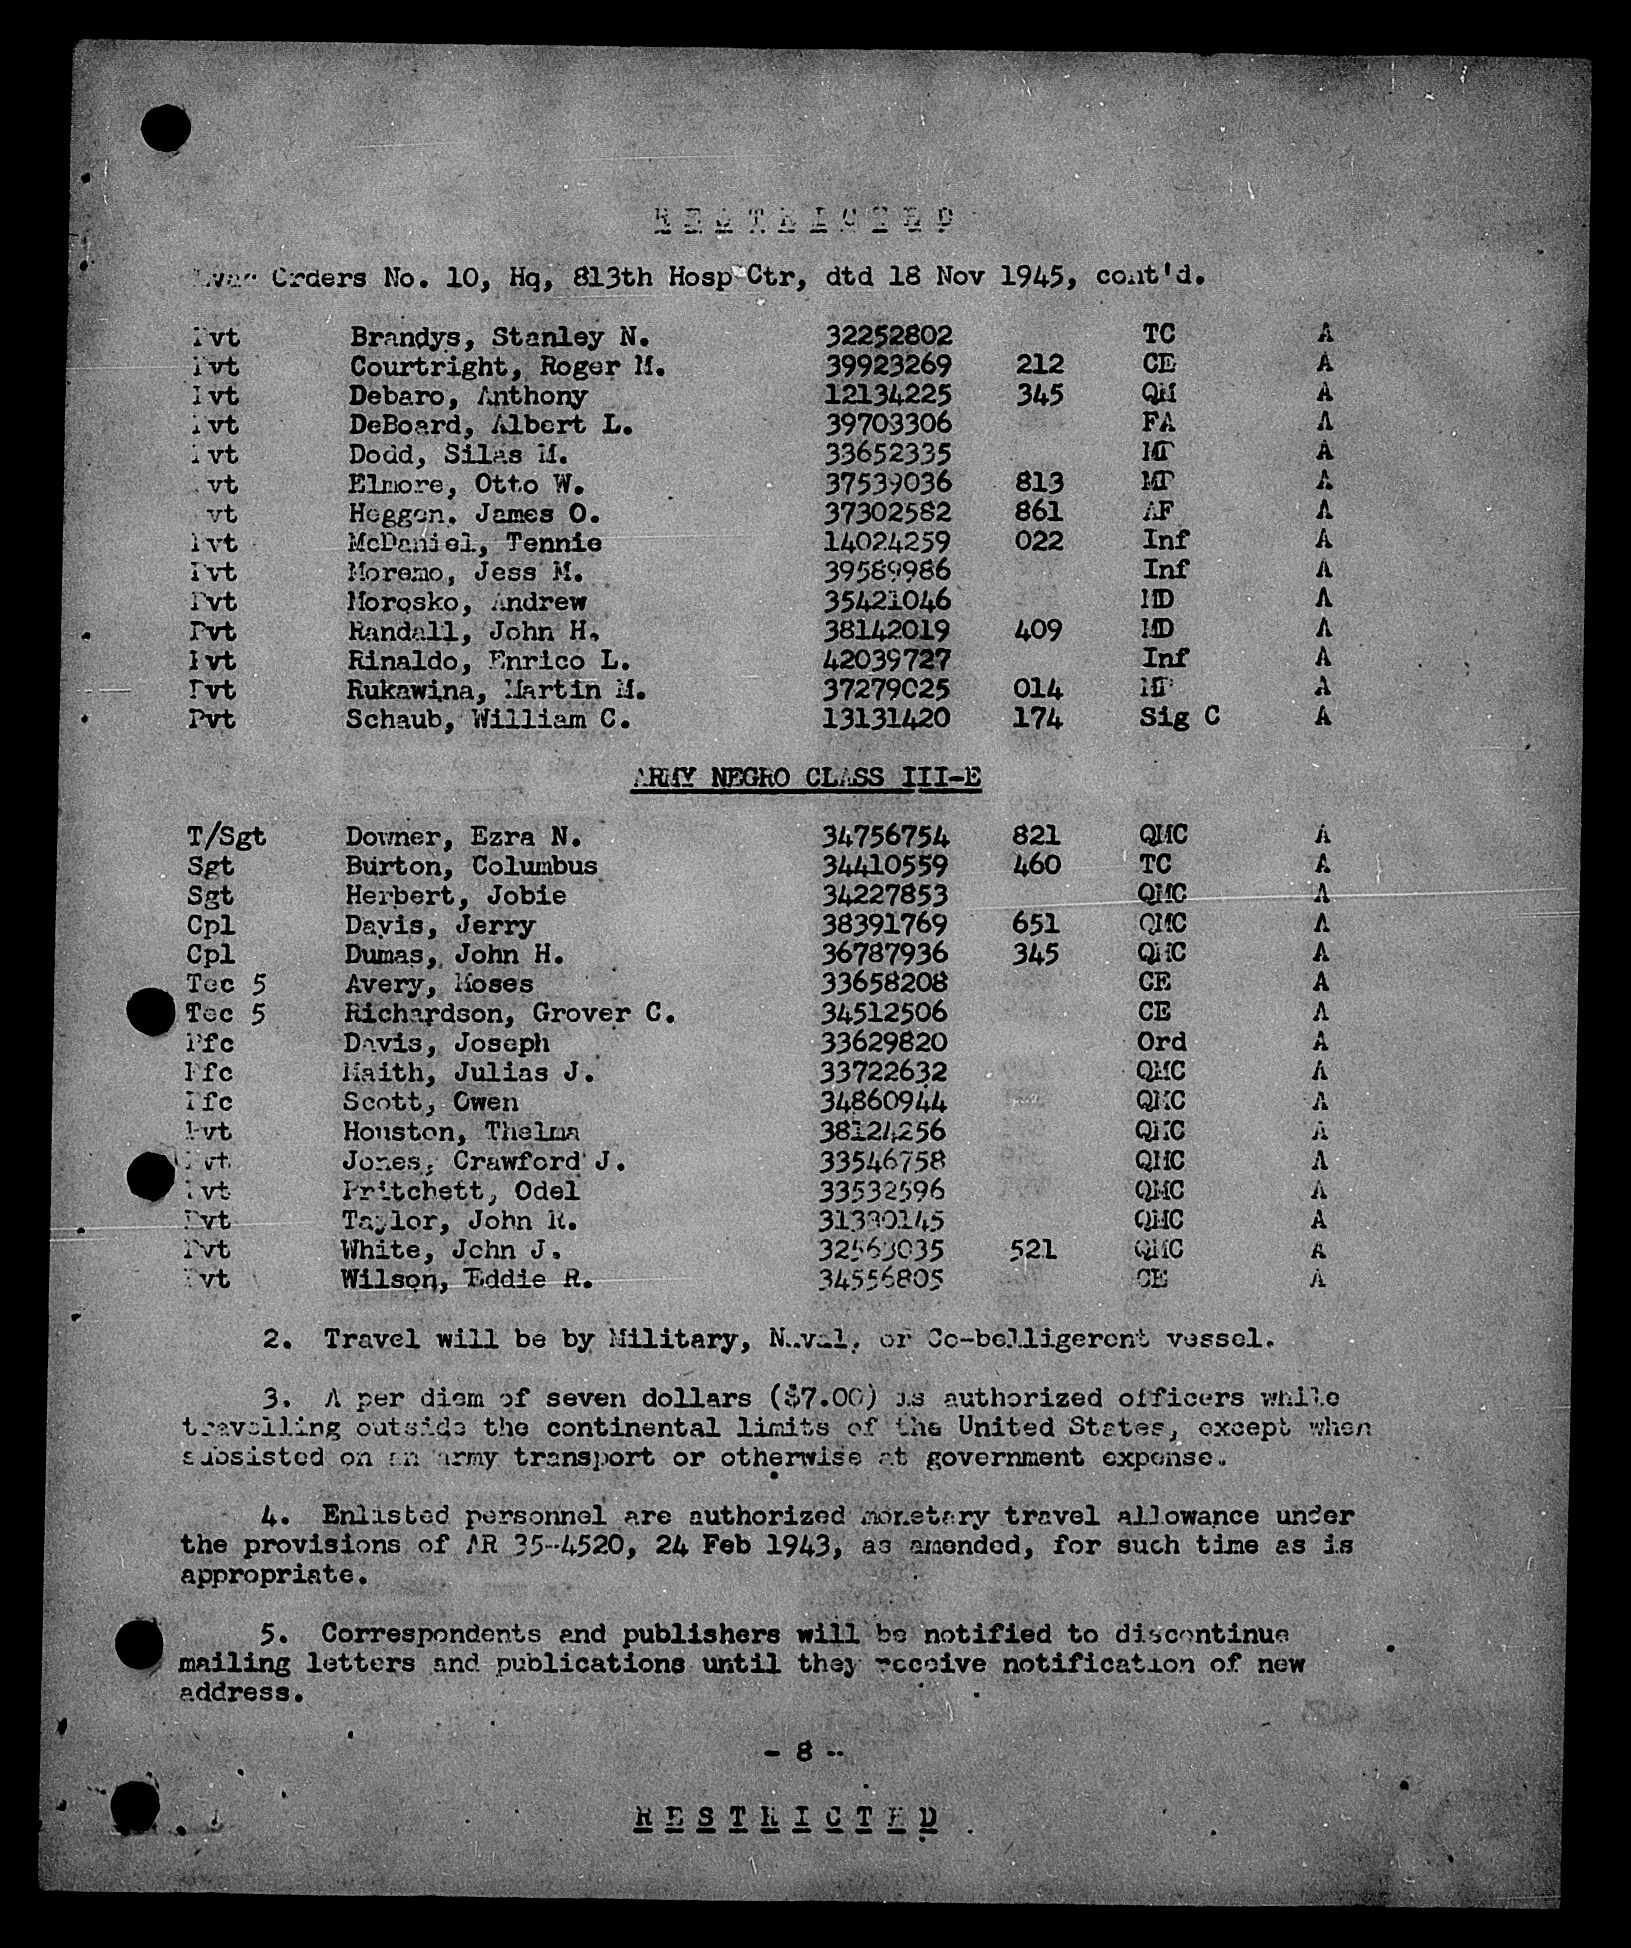 R E S T R I C T E D
Evac Orders No. 10, Hq, 813th Hosp Ctr, dtd 18 Nov 1945, cont'd.
Pvt Brandys, Stanley N. 32252802 TC A
Pvt Courtright, Roger M. 39923269 212 CE A
Pvt Debaro, Anthony 12134225 345 QM A
Pvt DeBoard, Albert L. 39703306 FA A
Pvt Dodd, Silas M. 33652335 MP A
Pvt Elmore, Otto W. 37539036 813 MP A
Pvt Heggen, James O. 37302582 861 AF A
Pvt McDaniel, Tennie 14024259 022 Inf A
Pvt Moreno, Jess M. 39589986 Inf A
Pvt Morosko, Andrew 35421046 MD A
Pvt Randall, John H. 38142019 409 MD A
Pvt Rinaldo, Enrico L. 42039727 Inf A
Pvt Rukawina, Martin M. 37279025 014 MP A
Pvt Schaub, William C. 13131420 174 Sig C A
ARMY NEGRO CLASS III-E
T/Sgt Downer, Ezra N. 34756754 821 QMC A
Sgt Burton, Columbus 34410559 460 TC A
Sgt Herbert, Jobie 34227853 QMC A
Cpl Davis, Jerry 38391769 651 QMC A
Cpl Dumas, John H. 36787936 345 QMC A
Tec 5 Avery, Moses 33658208 CE A
Tec 5 Richardson, Grover C. 34512506 CE A
Pfc Davis, Joseph 33629820 Ord A
Pfc Maith, Julias J. 33722632 QMC A
Pfc Scott, Owen 34860944 QMC A
Pvt Houston, Thelma 38124256 QMC A
Pvt Jones, Crawford J. 33546758 QMC A
Pvt Pritchett, Odel 33532596 QMC A
Pvt Taylor, John R. 31380145 QMC A
Pvt White, John J. 32563035 521 QMC A
Pvt Wilson, Eddie R. 34556805 CE A
2. Travel will be by Military, Naval, or Co-belligerent vessel.
3. A per diem of seven dollars ($7.00) is authorized officers while
travelling outside the continental limits of the United States, except when
subsisted on an army transport or otherwise at government expense.
4. Enlisted personnel are authorized monetary travel allowance under
the provisions of AR 35-4520, 24 Feb 1943, as amended, for such time as is
appropriate.
5. Correspondents and publishers will be notified to discontinue
mailing letters and publications until they receive notification of new
address.
- 8 -
R E S T R I C T E D